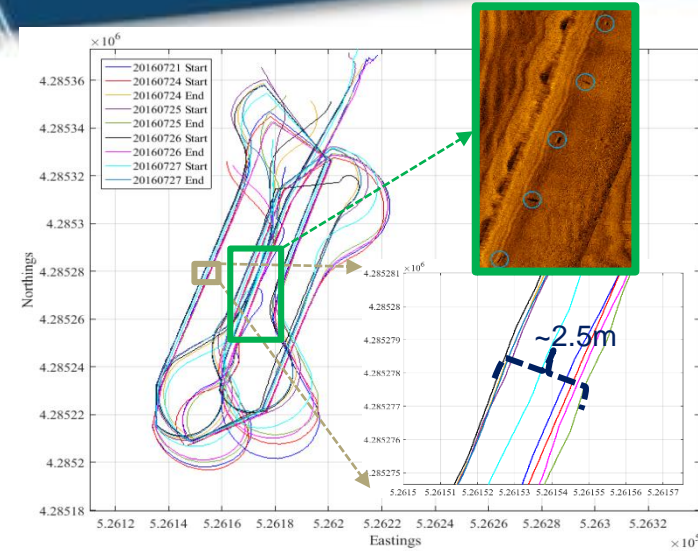 ×10⁶
4.28536
4.28534
4.28532
4.2853
4.28528
4.28526
4.28524
4.28522
4.2852
4.28518
Northings
20160721 Start
20160724 Start
20160724 End
20160725 Start
20160725 End
20160726 Start
20160726 End
20160727 Start
20160727 End
4.285281 ×10⁶
4.28528
4.285279
4.285278
4.285277
4.285276
4.285275
~2.5m
5.2615 5.26151 5.26152 5.26153 5.26154 5.26155 5.26156 5.26157
5.2612 5.2614 5.2616 5.2618 5.262 5.2622 5.2624 5.2626 5.2628 5.263 5.2632
Eastings